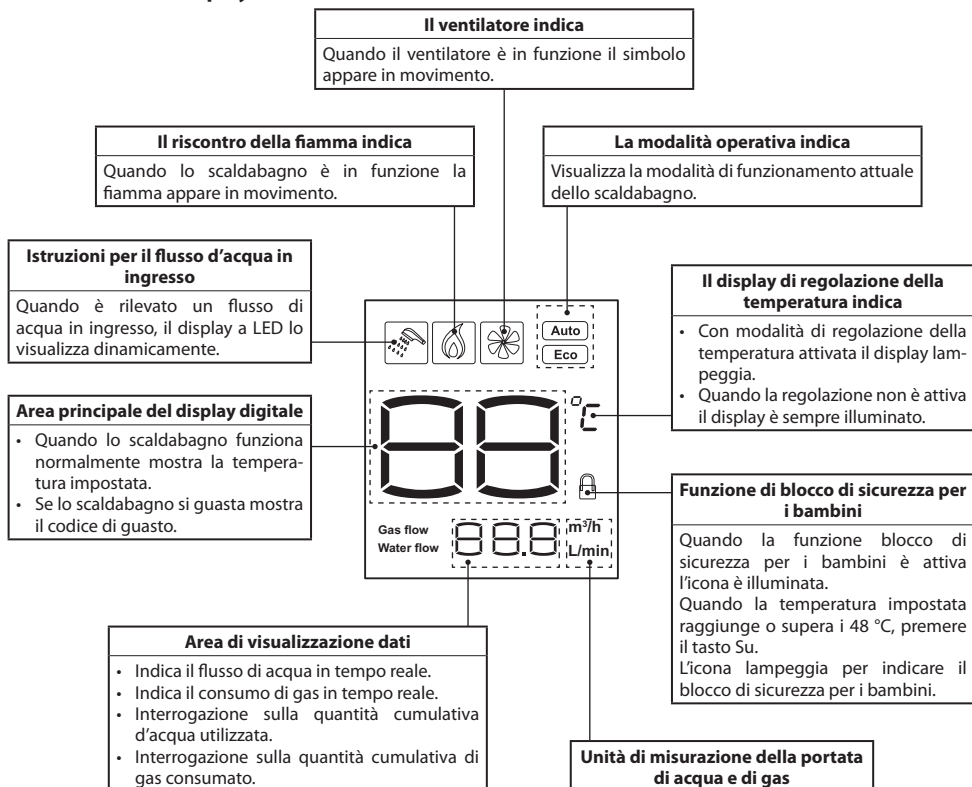 Il ventilatore indica
Quando il ventilatore è in funzione il simbolo
appare in movimento.
Il riscontro della fiamma indica
Quando lo scaldabagno è in funzione la
fiamma appare in movimento.
La modalità operativa indica
Visualizza la modalità di funzionamento attuale
dello scaldabagno.
Istruzioni per il flusso d'acqua in
ingresso
Quando è rilevato un flusso di
acqua in ingresso, il display a LED lo
visualizza dinamicamente.
Auto
Eco
Il display di regolazione della
temperatura indica
• Con modalità di regolazione della
temperatura attivata il display lam-
peggia.
• Quando la regolazione non è attiva
il display è sempre illuminato.
Area principale del display digitale
• Quando lo scaldabagno funziona
normalmente mostra la tempera-
tura impostata.
• Se lo scaldabagno si guasta mostra
il codice di guasto.
88 °C
Gas flow
Water flow
88.8
m³/h
L/min
Funzione di blocco di sicurezza per
i bambini
Quando la funzione blocco di
sicurezza per i bambini è attiva
l'icona è illuminata.
Quando la temperatura impostata
raggiunge o supera i 48 °C, premere
il tasto Su.
L'icona lampeggia per indicare il
blocco di sicurezza per i bambini.
Area di visualizzazione dati
• Indica il flusso di acqua in tempo reale.
• Indica il consumo di gas in tempo reale.
• Interrogazione sulla quantità cumulativa
d'acqua utilizzata.
• Interrogazione sulla quantità cumulativa di
gas consumato.
Unità di misurazione della portata
di acqua e di gas